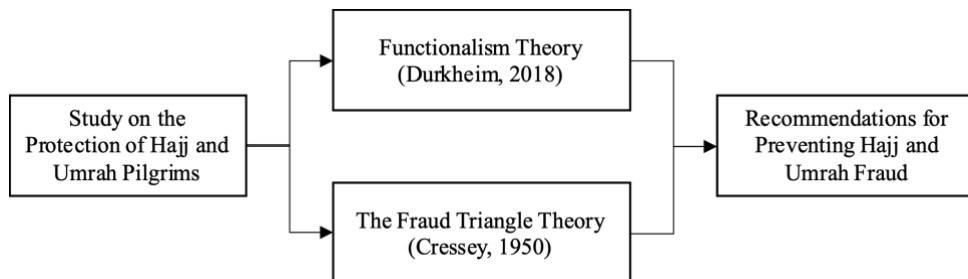 Study on the
Protection of Hajj and
Umrah Pilgrims
Functionalism Theory
(Durkheim, 2018)
The Fraud Triangle Theory
(Cressey, 1950)
Recommendations for
Preventing Hajj and
Umrah Fraud